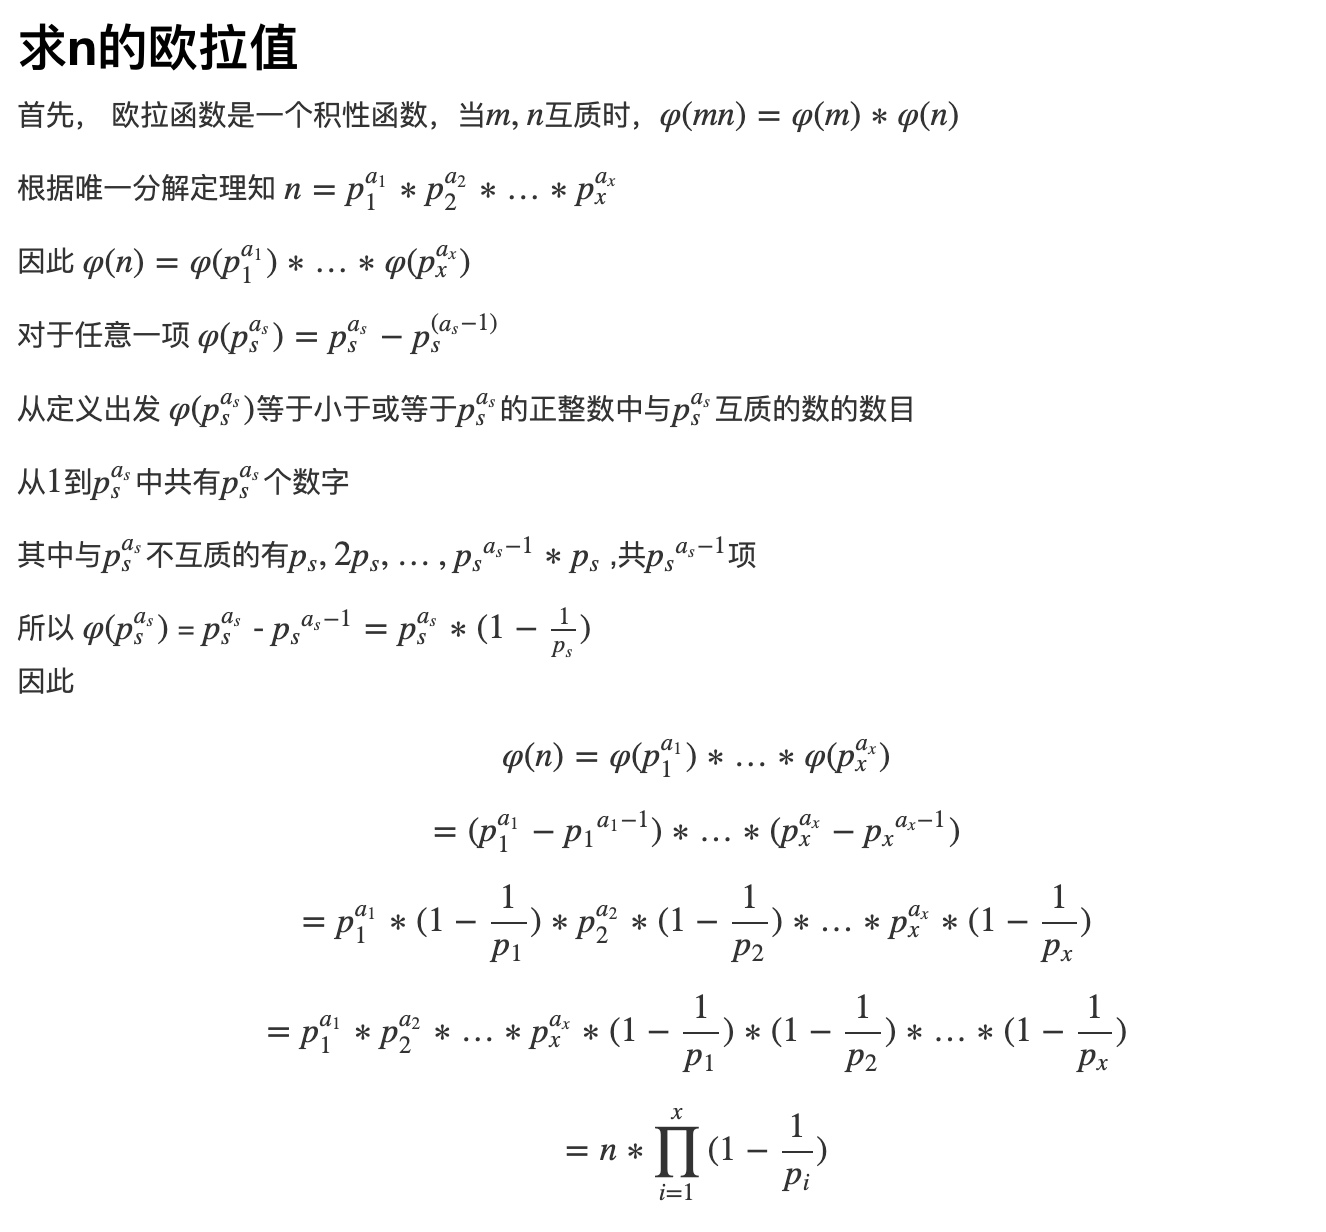 求n的欧拉值
首先， 欧拉函数是一个积性函数，当$m, n$互质时，$\varphi(mn) = \varphi(m) * \varphi(n)$
根据唯一分解定理知 $n = p_1^{a_1} * p_2^{a_2} * \ldots * p_x^{a_x}$
因此 $\varphi(n) = \varphi(p_1^{a_1}) * \ldots * \varphi(p_x^{a_x})$
对于任意一项 $\varphi(p_s^{a_s}) = p_s^{a_s} - p_s^{(a_s-1)}$
从定义出发 $\varphi(p_s^{a_s})$等于小于或等于$p_s^{a_s}$的正整数中与$p_s^{a_s}$互质的数的数目
从1到$p_s^{a_s}$中共有$p_s^{a_s}$个数字
其中与$p_s^{a_s}$不互质的有$p_s, 2p_s, \ldots, {p_s}^{a_s-1} * p_s$ ,共${p_s}^{a_s-1}$项
所以 $\varphi(p_s^{a_s})$ = $p_s^{a_s}$ - ${p_s}^{a_s-1} = p_s^{a_s} * (1 - \frac{1}{p_s})$
因此
$\varphi(n) = \varphi(p_1^{a_1}) * \ldots * \varphi(p_x^{a_x})$
$= (p_1^{a_1} - {p_1}^{a_1-1}) * \ldots * (p_x^{a_x} - {p_x}^{a_x-1})$
$= p_1^{a_1} * (1 - \frac{1}{p_1}) * p_2^{a_2} * (1 - \frac{1}{p_2}) * \ldots * p_x^{a_x} * (1 - \frac{1}{p_x})$
$= p_1^{a_1} * p_2^{a_2} * \ldots * p_x^{a_x} * (1 - \frac{1}{p_1}) * (1 - \frac{1}{p_2}) * \ldots * (1 - \frac{1}{p_x})$
$= n * \prod_{i=1}^{x} (1 - \frac{1}{p_i})$